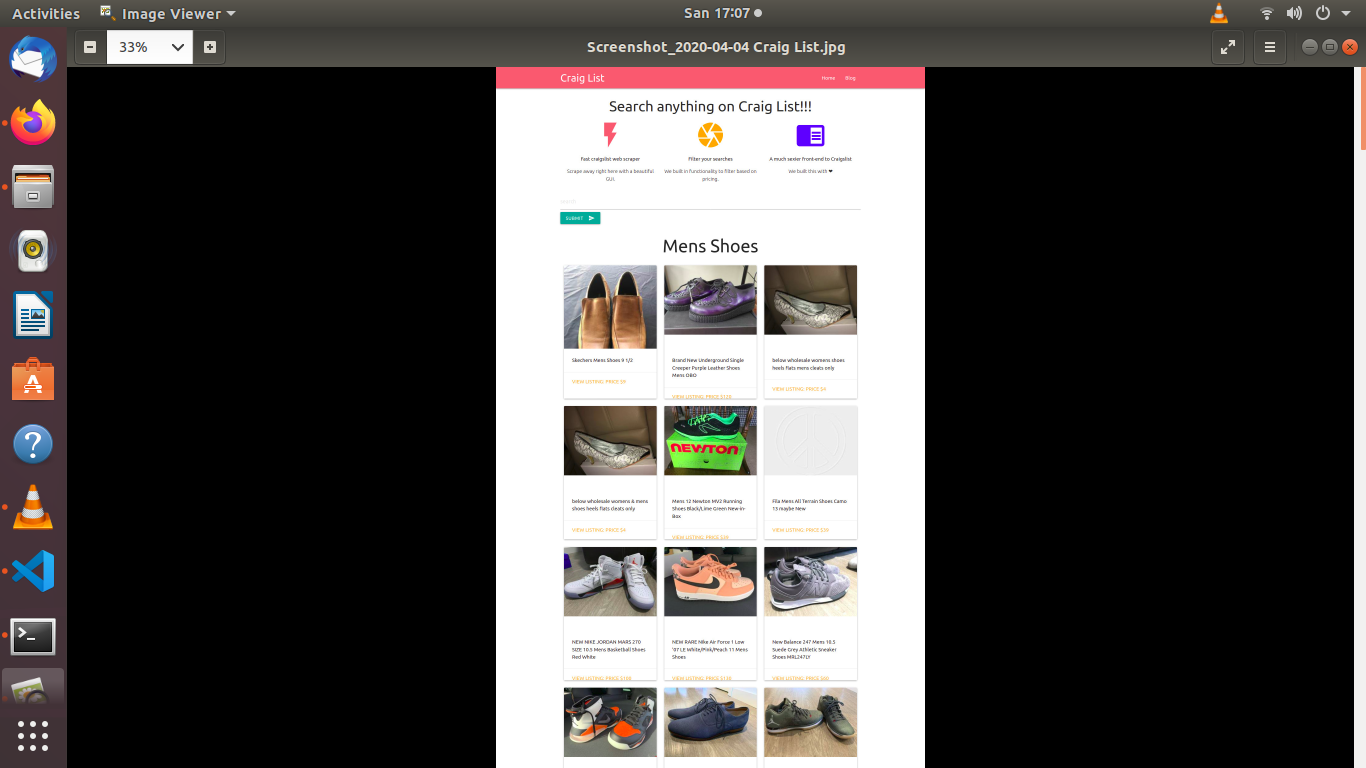 Activities
Image Viewer
San 17:07
33%
Screenshot_2020-04-04 Craig List.jpg
Craig List
Home
Blog
Search anything on Craig List!!!
Fast craigslist web scraper
Scrape away right here with a beautiful
GUI.
Filter your searches
We built in functionality to filter based on
pricing.
A much sexier front-end to Craigslist
We built this with ❤
SUBMIT
Mens Shoes
Skechers Mens Shoes 9 1/2
VIEW LISTING: PRICE $9
Brand New Underground Single
Creeper Purple Leather Shoes
Mens OBO
VIEW LISTING: PRICE $120
below wholesale womens shoes
heels flats mens cleats only
VIEW LISTING: PRICE $4
below wholesale womens & mens
shoes heels flats cleats only
VIEW LISTING: PRICE $4
NEWTON
Mens 12 Newton MV2 Running
Shoes Black/Lime Green New-in-
Box
VIEW LISTING: PRICE
Fila Mens All Terrain Shoes Camo
13 maybe New
VIEW LISTING: PRICE $39
NEW NIKE JORDAN MARS 270
SIZE 10.5 Mens Basketball Shoes
Red White
VIEW LISTING: PRICE
NEW RARE Nike Air Force 1 Low
'07 LE White/Pink/Peach 11 Mens
Shoes
VIEW LISTING: PRICE
New Balance 247 Mens 10.5
Suede Grey Athletic Sneaker
Shoes MRL247LY
VIEW LISTING: PRICE